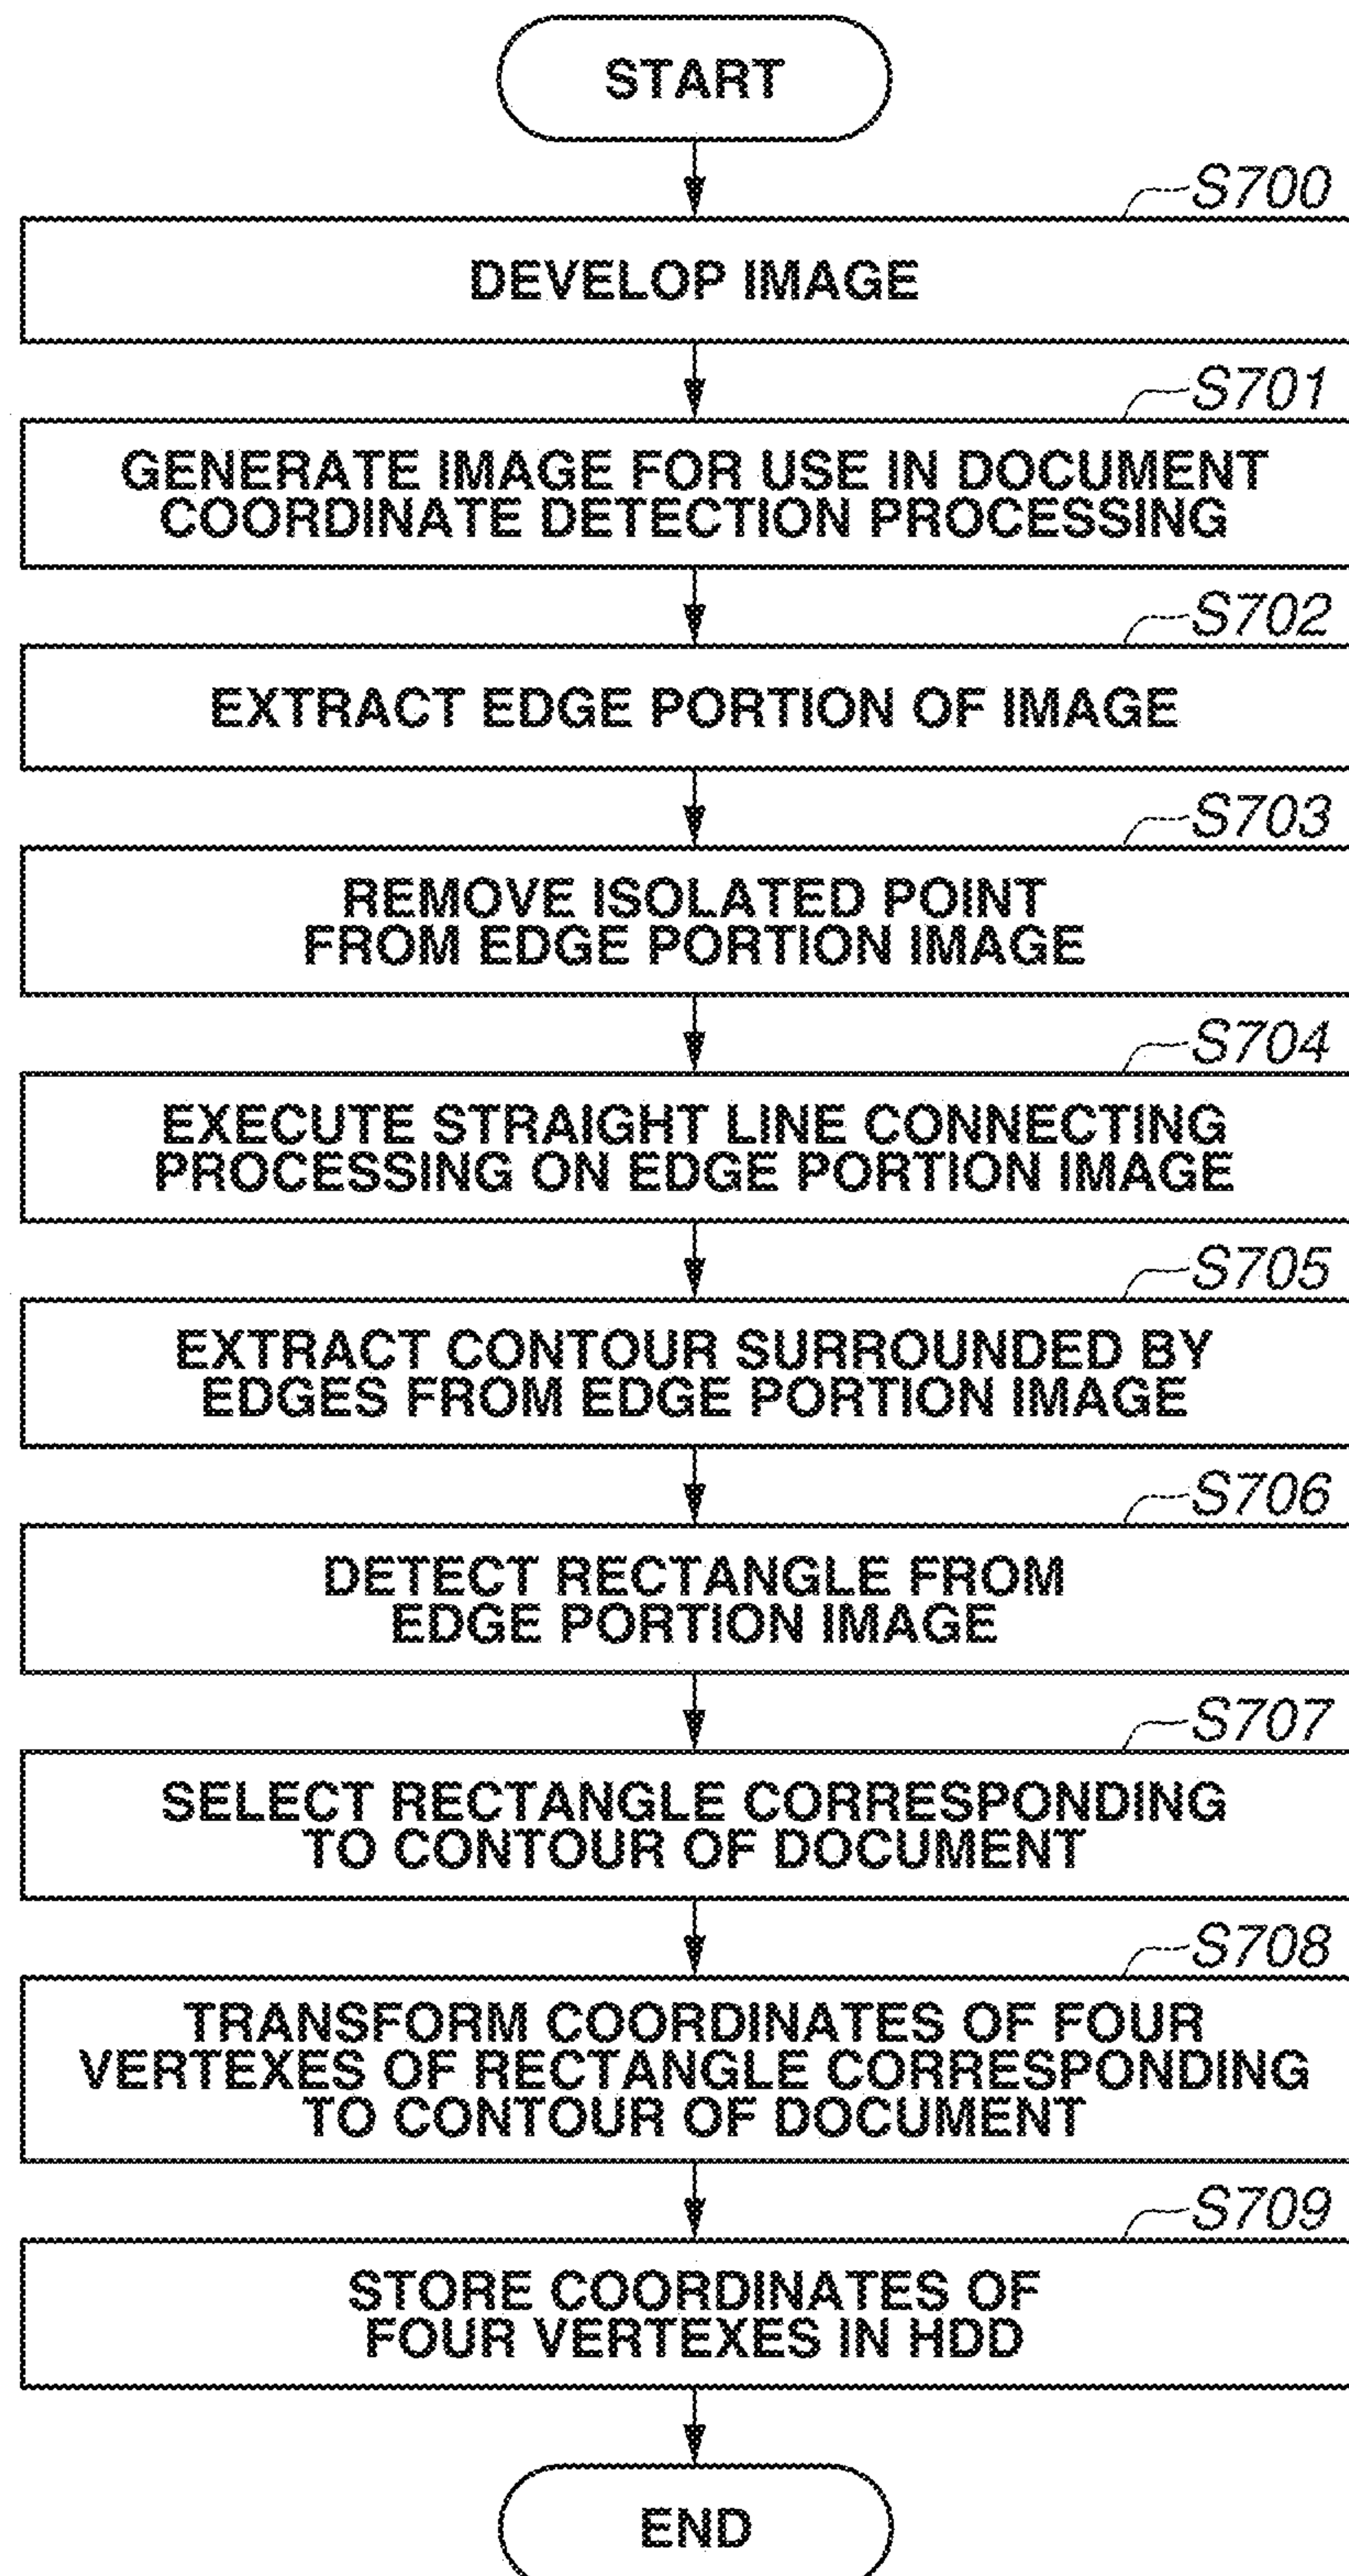 START
S700
DEVELOP IMAGE
S701
GENERATE IMAGE FOR USE IN DOCUMENT
COORDINATE DETECTION PROCESSING
S702
EXTRACT EDGE PORTION OF IMAGE
S703
REMOVE ISOLATED POINT
FROM EDGE PORTION IMAGE
S704
EXECUTE STRAIGHT LINE CONNECTING
PROCESSING ON EDGE PORTION IMAGE
S705
EXTRACT CONTOUR SURROUNDED BY
EDGES FROM EDGE PORTION IMAGE
S706
DETECT RECTANGLE FROM
EDGE PORTION IMAGE
S707
SELECT RECTANGLE CORRESPONDING
TO CONTOUR OF DOCUMENT
S708
TRANSFORM COORDINATES OF FOUR
VERTEXES OF RECTANGLE CORRESPONDING
TO CONTOUR OF DOCUMENT
S709
STORE COORDINATES OF
FOUR VERTEXES IN HDD
END